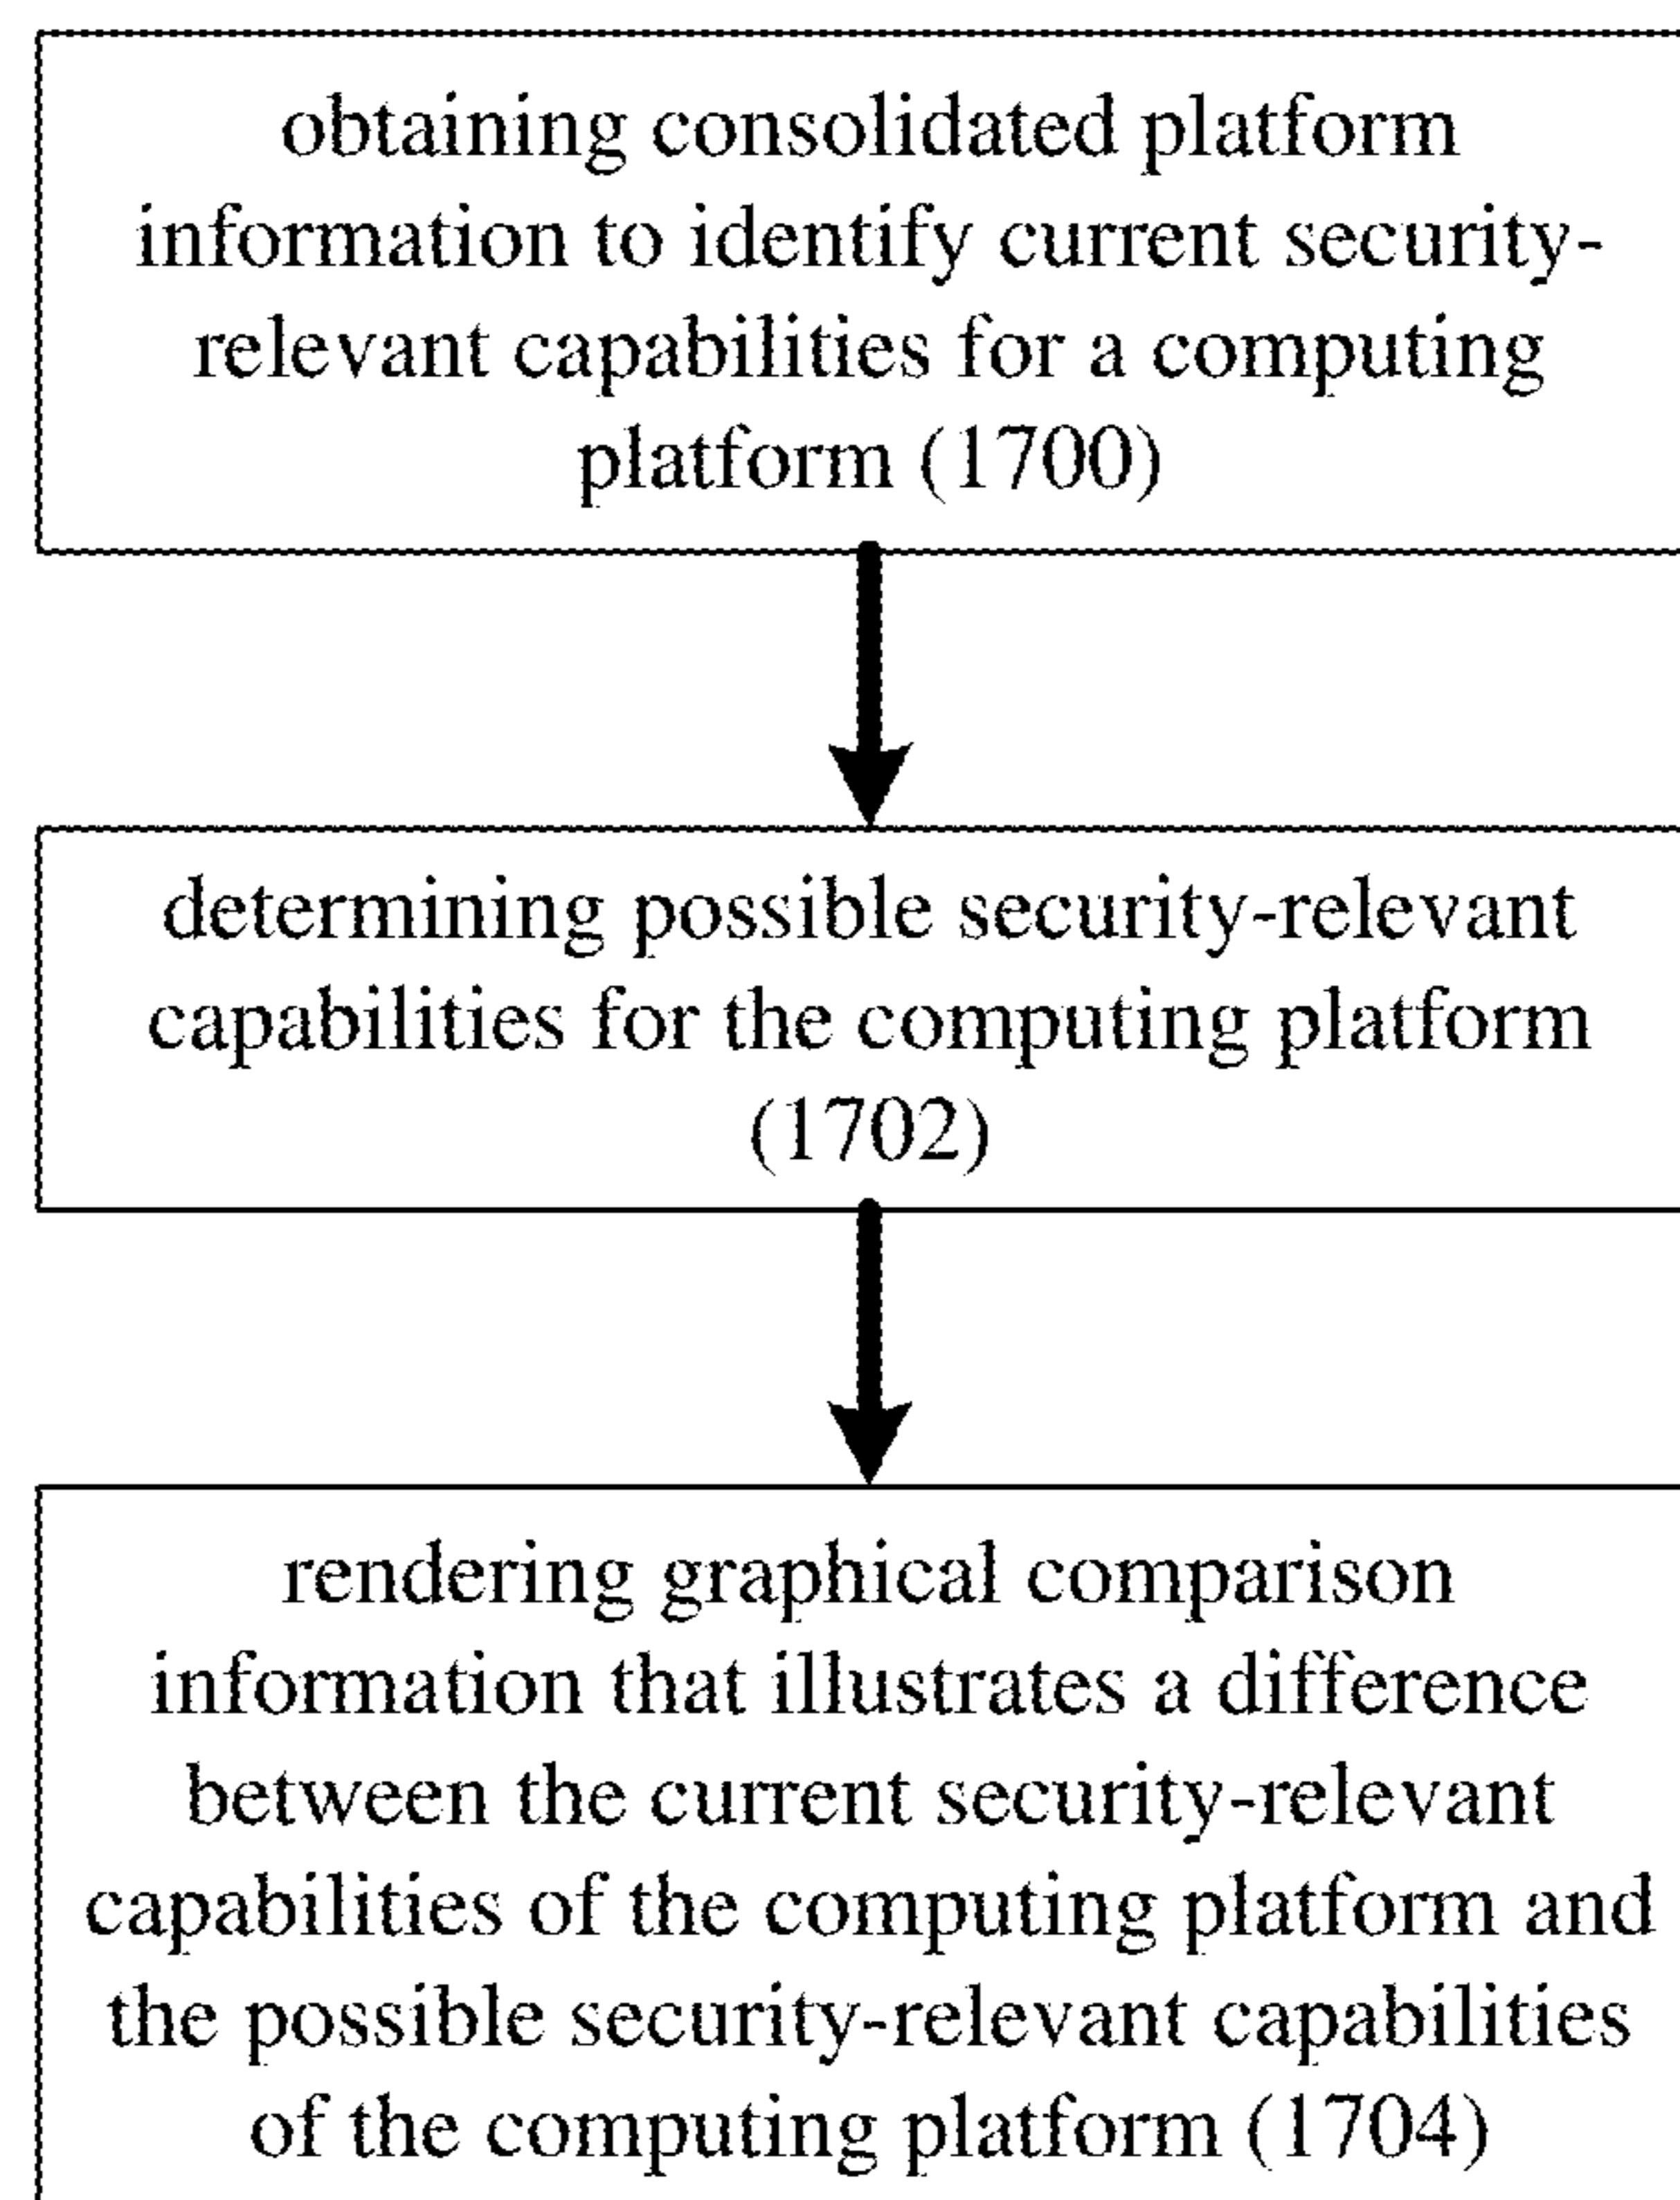 obtaining consolidated platform
information to identify current security-
relevant capabilities for a computing
platform (1700)
determining possible security-relevant
capabilities for the computing platform
(1702)
rendering graphical comparison
information that illustrates a difference
between the current security-relevant
capabilities of the computing platform and
the possible security-relevant capabilities
of the computing platform (1704)